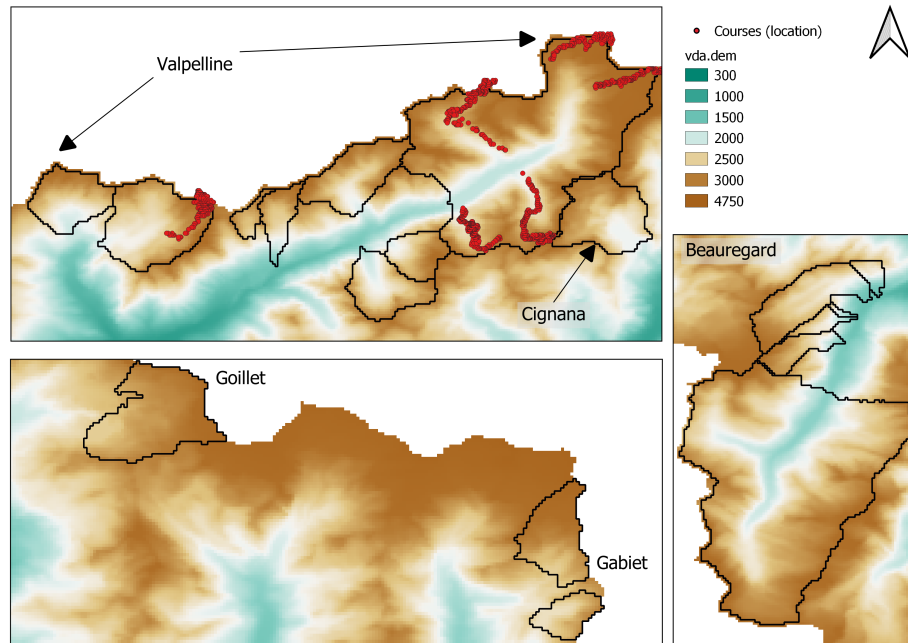 Valpelline
Cignana
Courses (location)
vda.dem
300
1000
1500
2000
2500
3000
4750
Beauregard
Goillet
Gabiet